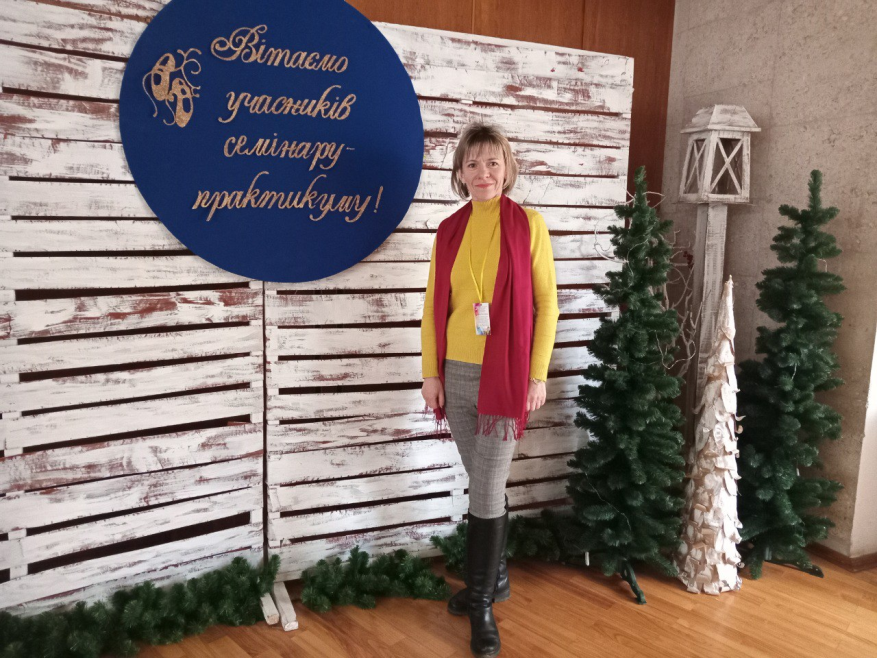 Вітаємо
учасників
семінару-
практикуму!